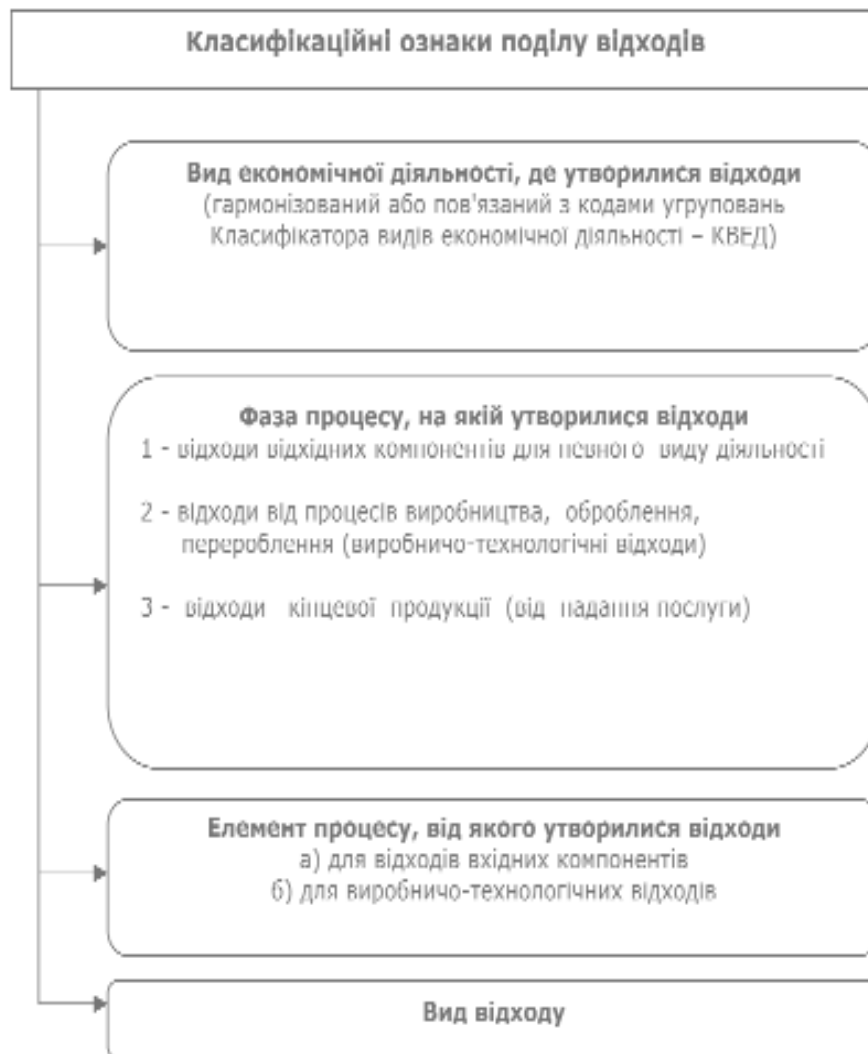 Класифікаційні ознаки поділу відходів
Вид економічної діяльності, де утворилися відходи
(гармонізований або пов'язаний з кодами угруповань
Класифікатора видів економічної діяльності – КВЕД)
Фаза процесу, на якій утворилися відходи
1 - відходи відхідних компонентів для певного виду діяльності
2 - відходи від процесів виробництва, оброблення,
перероблення (виробничо-технологічні відходи)
3 - відходи кінцевої продукції (від надання послуги)
Елемент процесу, від якого утворилися відходи
а) для відходів вхідних компонентів
б) для виробничо-технологічних відходів
Вид відходу